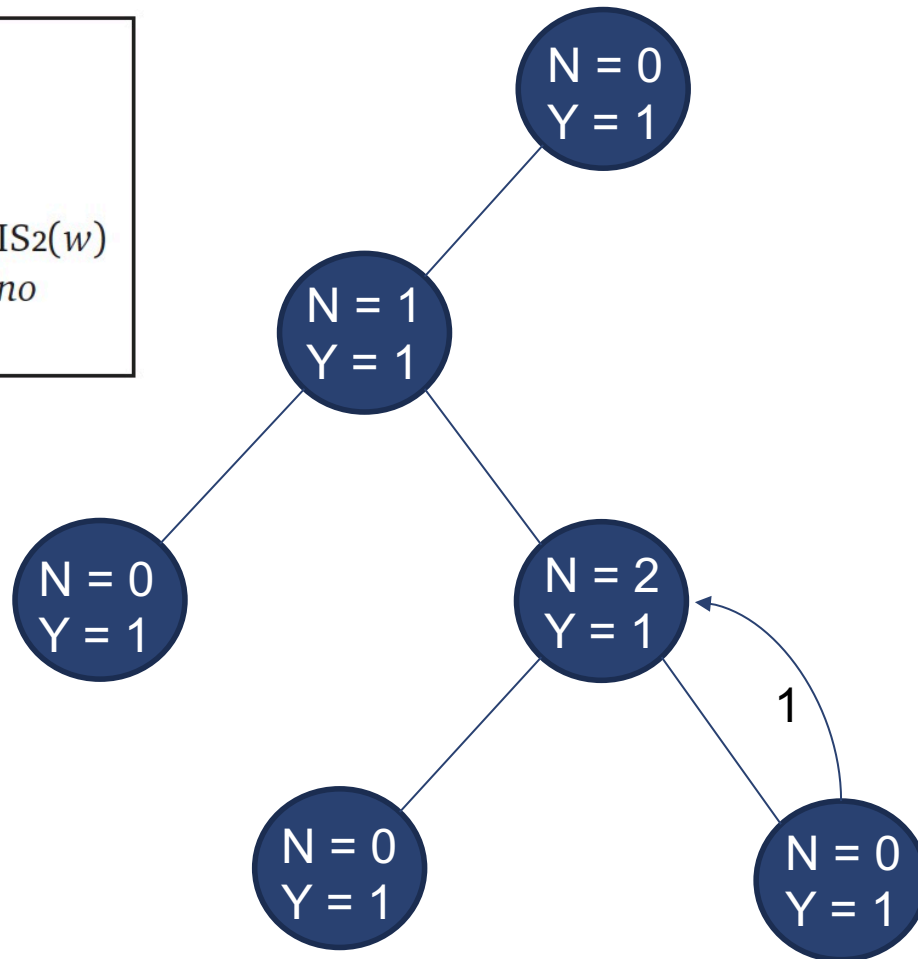 IS2(w)
no
N = 0
Y = 1
N = 1
Y = 1
N = 0
Y = 1
N = 2
Y = 1
1
N = 0
Y = 1
N = 0
Y = 1